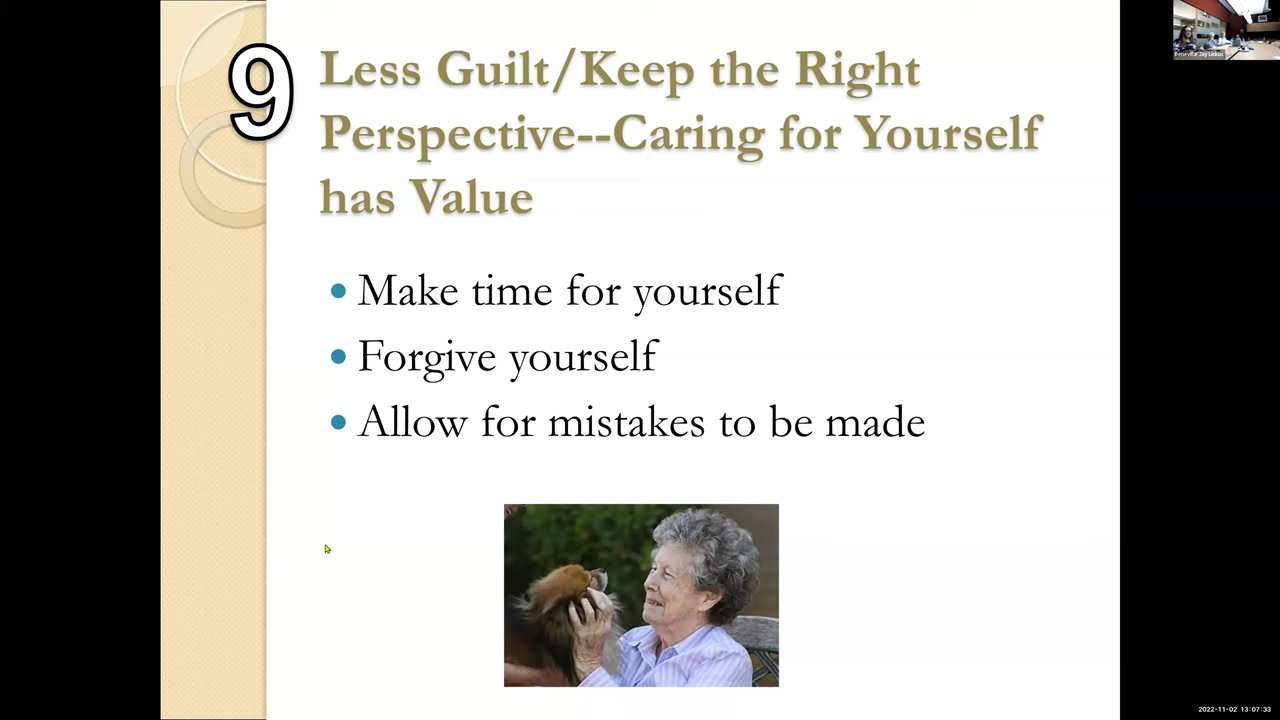 9
Less Guilt/Keep the Right
Perspective--Caring for Yourself
has Value
• Make time for yourself
• Forgive yourself
• Allow for mistakes to be made
2022-11-02 13:07:33